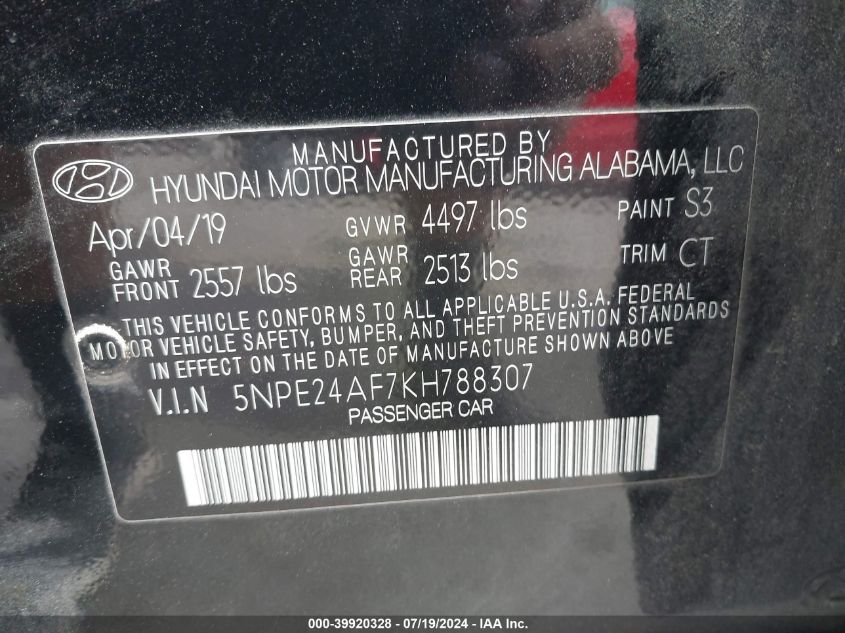 MANUFACTURED BY
HYUNDAI MOTOR MANUFACTURING ALABAMA, LLC
Apr/04/19 GVWR 4497 lbs PAINT S3
GAWR FRONT 2557 lbs GAWR REAR 2513 lbs TRIM CT
THIS VEHICLE CONFORMS TO ALL APPLICABLE U.S.A. FEDERAL
MOTOR VEHICLE SAFETY, BUMPER, AND THEFT PREVENTION STANDARDS
IN EFFECT ON THE DATE OF MANUFACTURE SHOWN ABOVE
V.I.N 5NPE24AF7KH788307
PASSENGER CAR
000-39920328 - 07/19/2024 - IAA Inc.